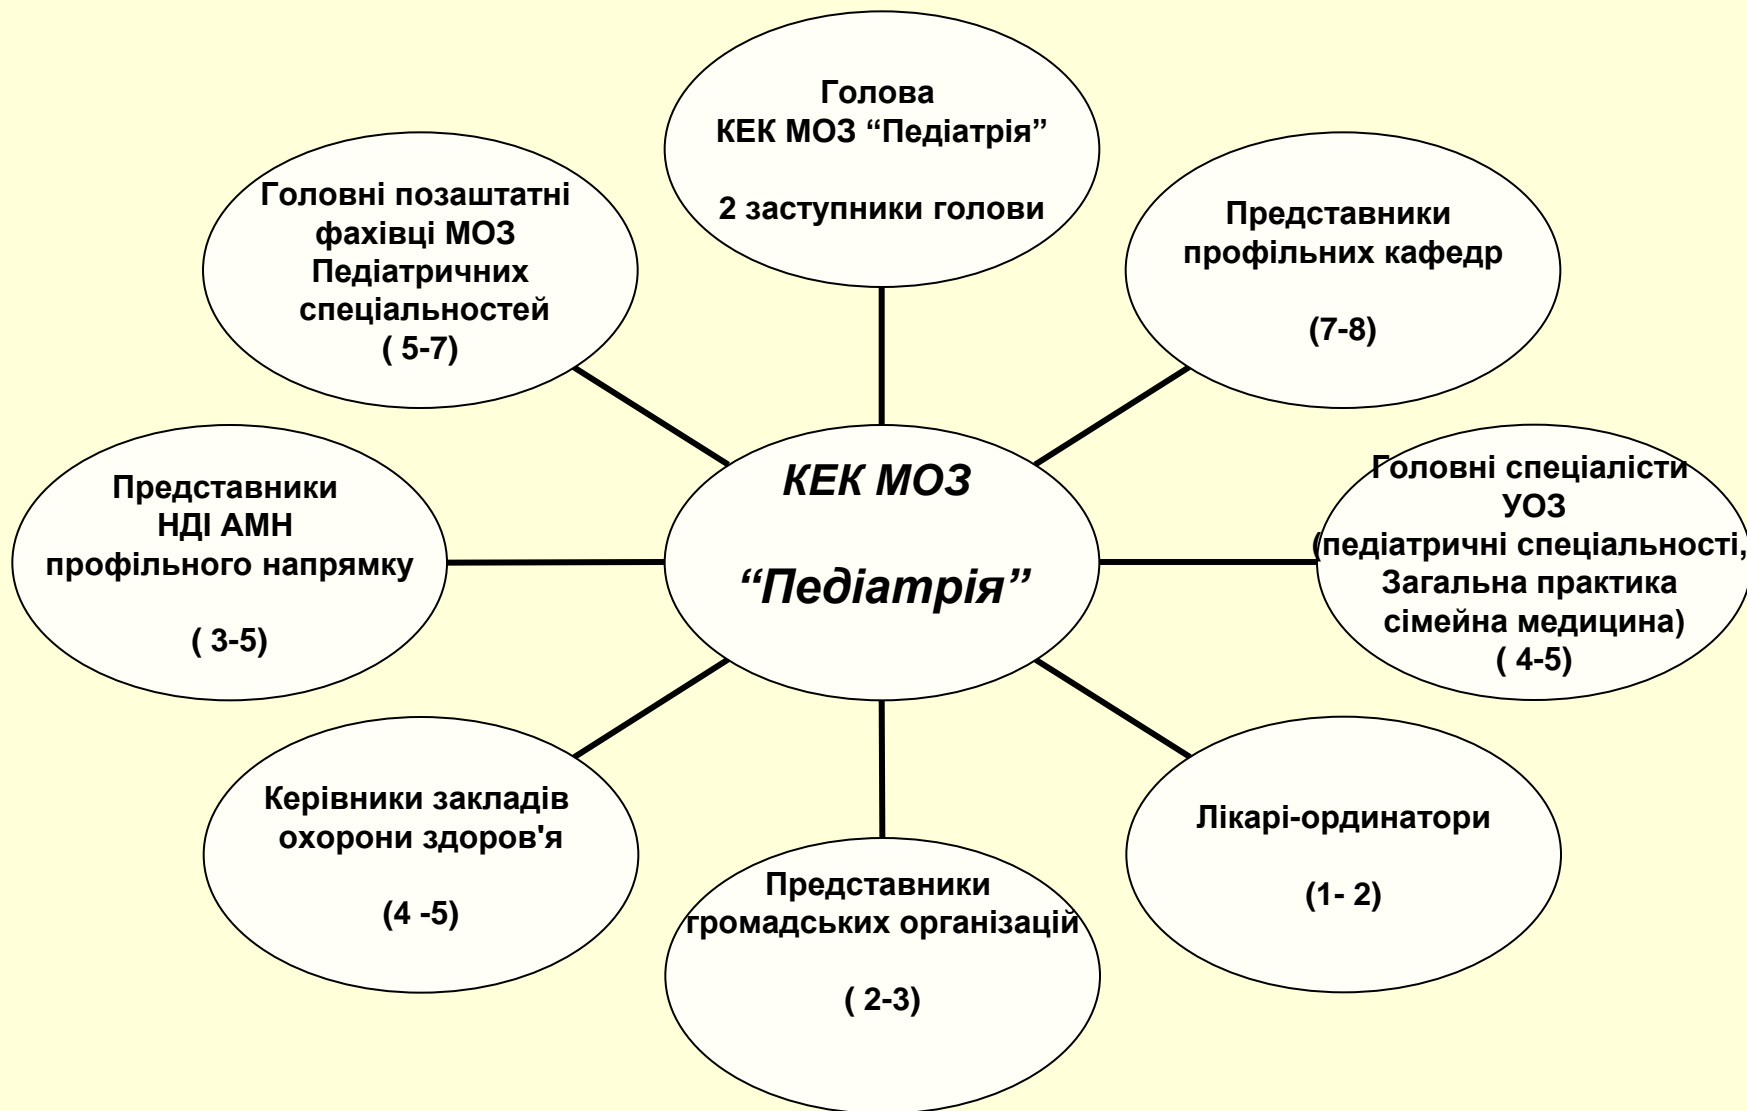 Голова
КЕК МОЗ “Педіатрія”
2 заступники голови
Головні позаштатні
фахівці МОЗ
Педіатричних
спеціальностей
( 5-7)
Представники
профільних кафедр
(7-8)
Представники
НДІ АМН
профільного напрямку
( 3-5)
КЕК МОЗ
“Педіатрія”
Головні спеціалісти
УОЗ
(педіатричні спеціальності,
Загальна практика
сімейна медицина)
( 4-5)
Керівники закладів
охорони здоров'я
(4 -5)
Представники
громадських організацій
( 2-3)
Лікарі-ординатори
(1- 2)